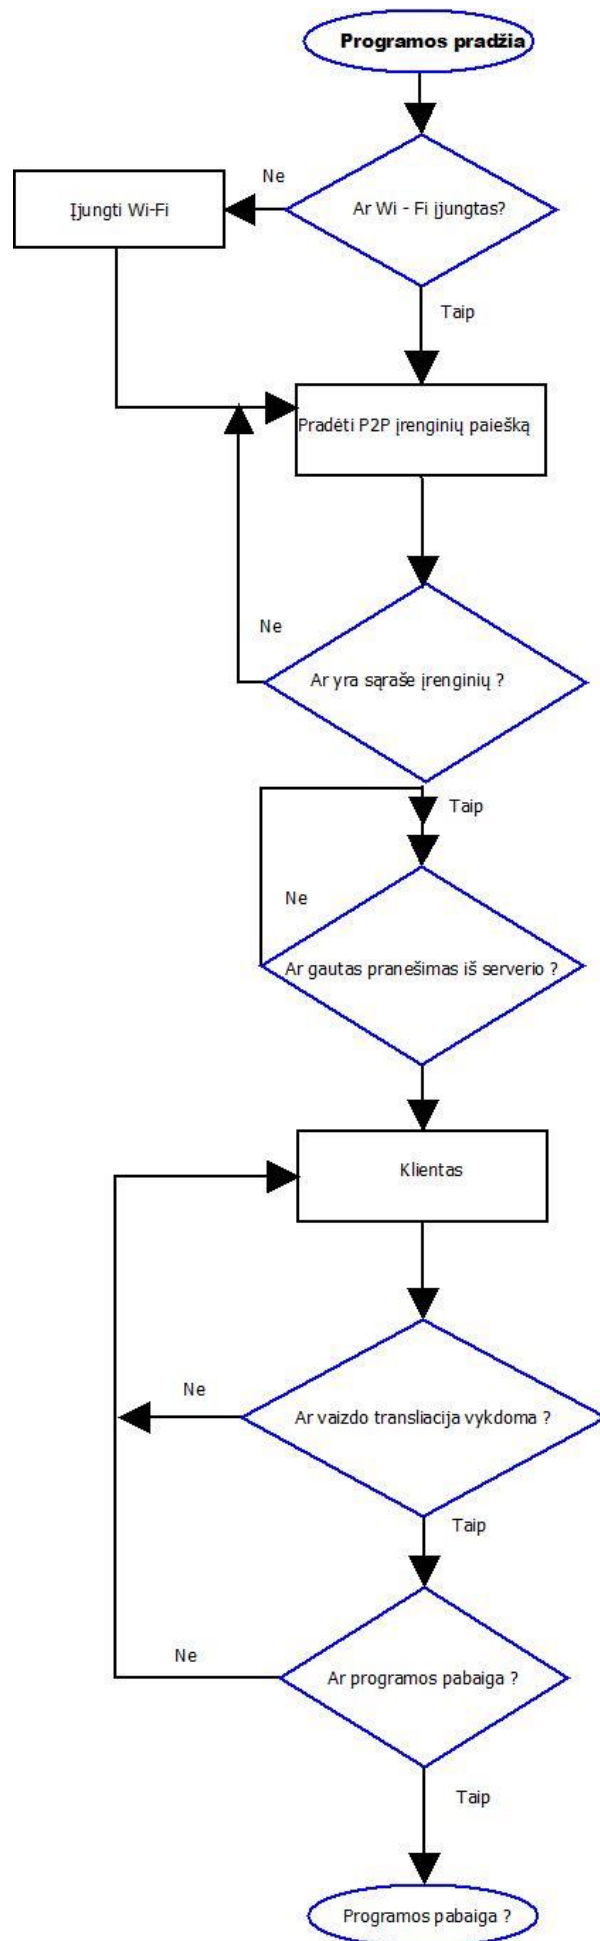 Programos pradžia
Ne
Įjungti Wi-Fi
Ar Wi - Fi įjungtas?
Taip
Pradėti P2P įrenginių paiešką
Ne
Ar yra sąraše įrenginių ?
Taip
Ne
Ar gautas pranešimas iš serverio ?
Klientas
Ne
Ar vaizdo transliacija vykdoma ?
Taip
Ne
Ar programos pabaiga ?
Taip
Programos pabaiga ?